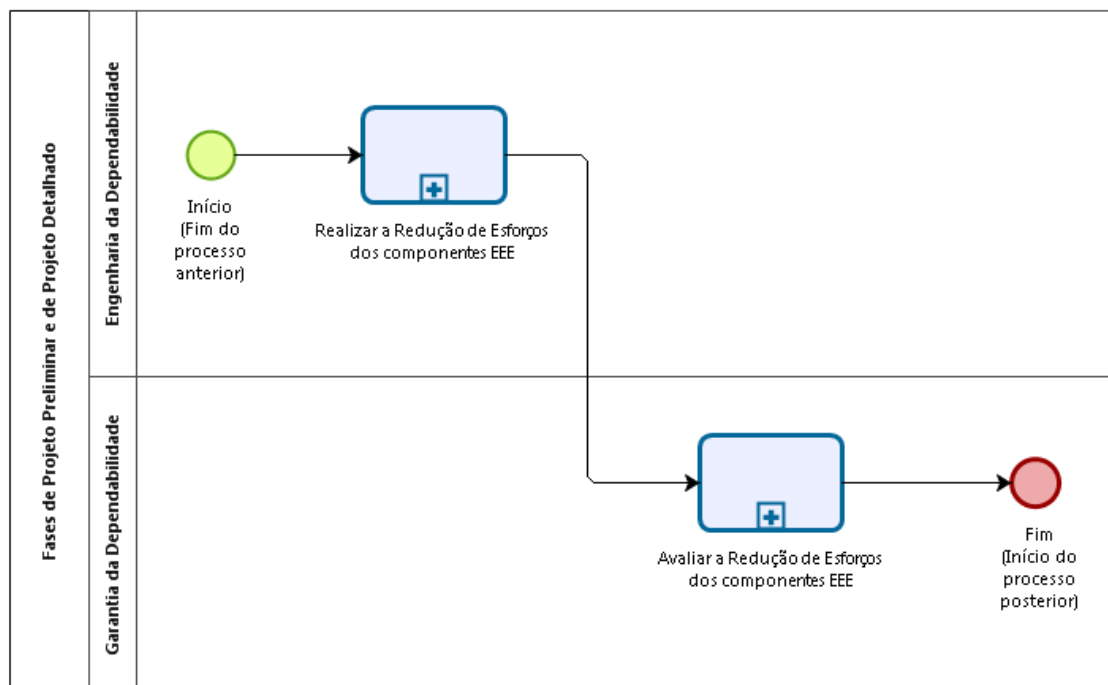 Fases de Projeto Preliminar e de Projeto Detalhado
Engenharia da Dependabilidade
Início
(Fim do
processo
anterior)
Realizar a Redução de Esforços
dos componentes EEE
Garantia da Dependabilidade
Avaliar a Redução de Esforços
dos componentes EEE
Fim
(Início do
processo
posterior)